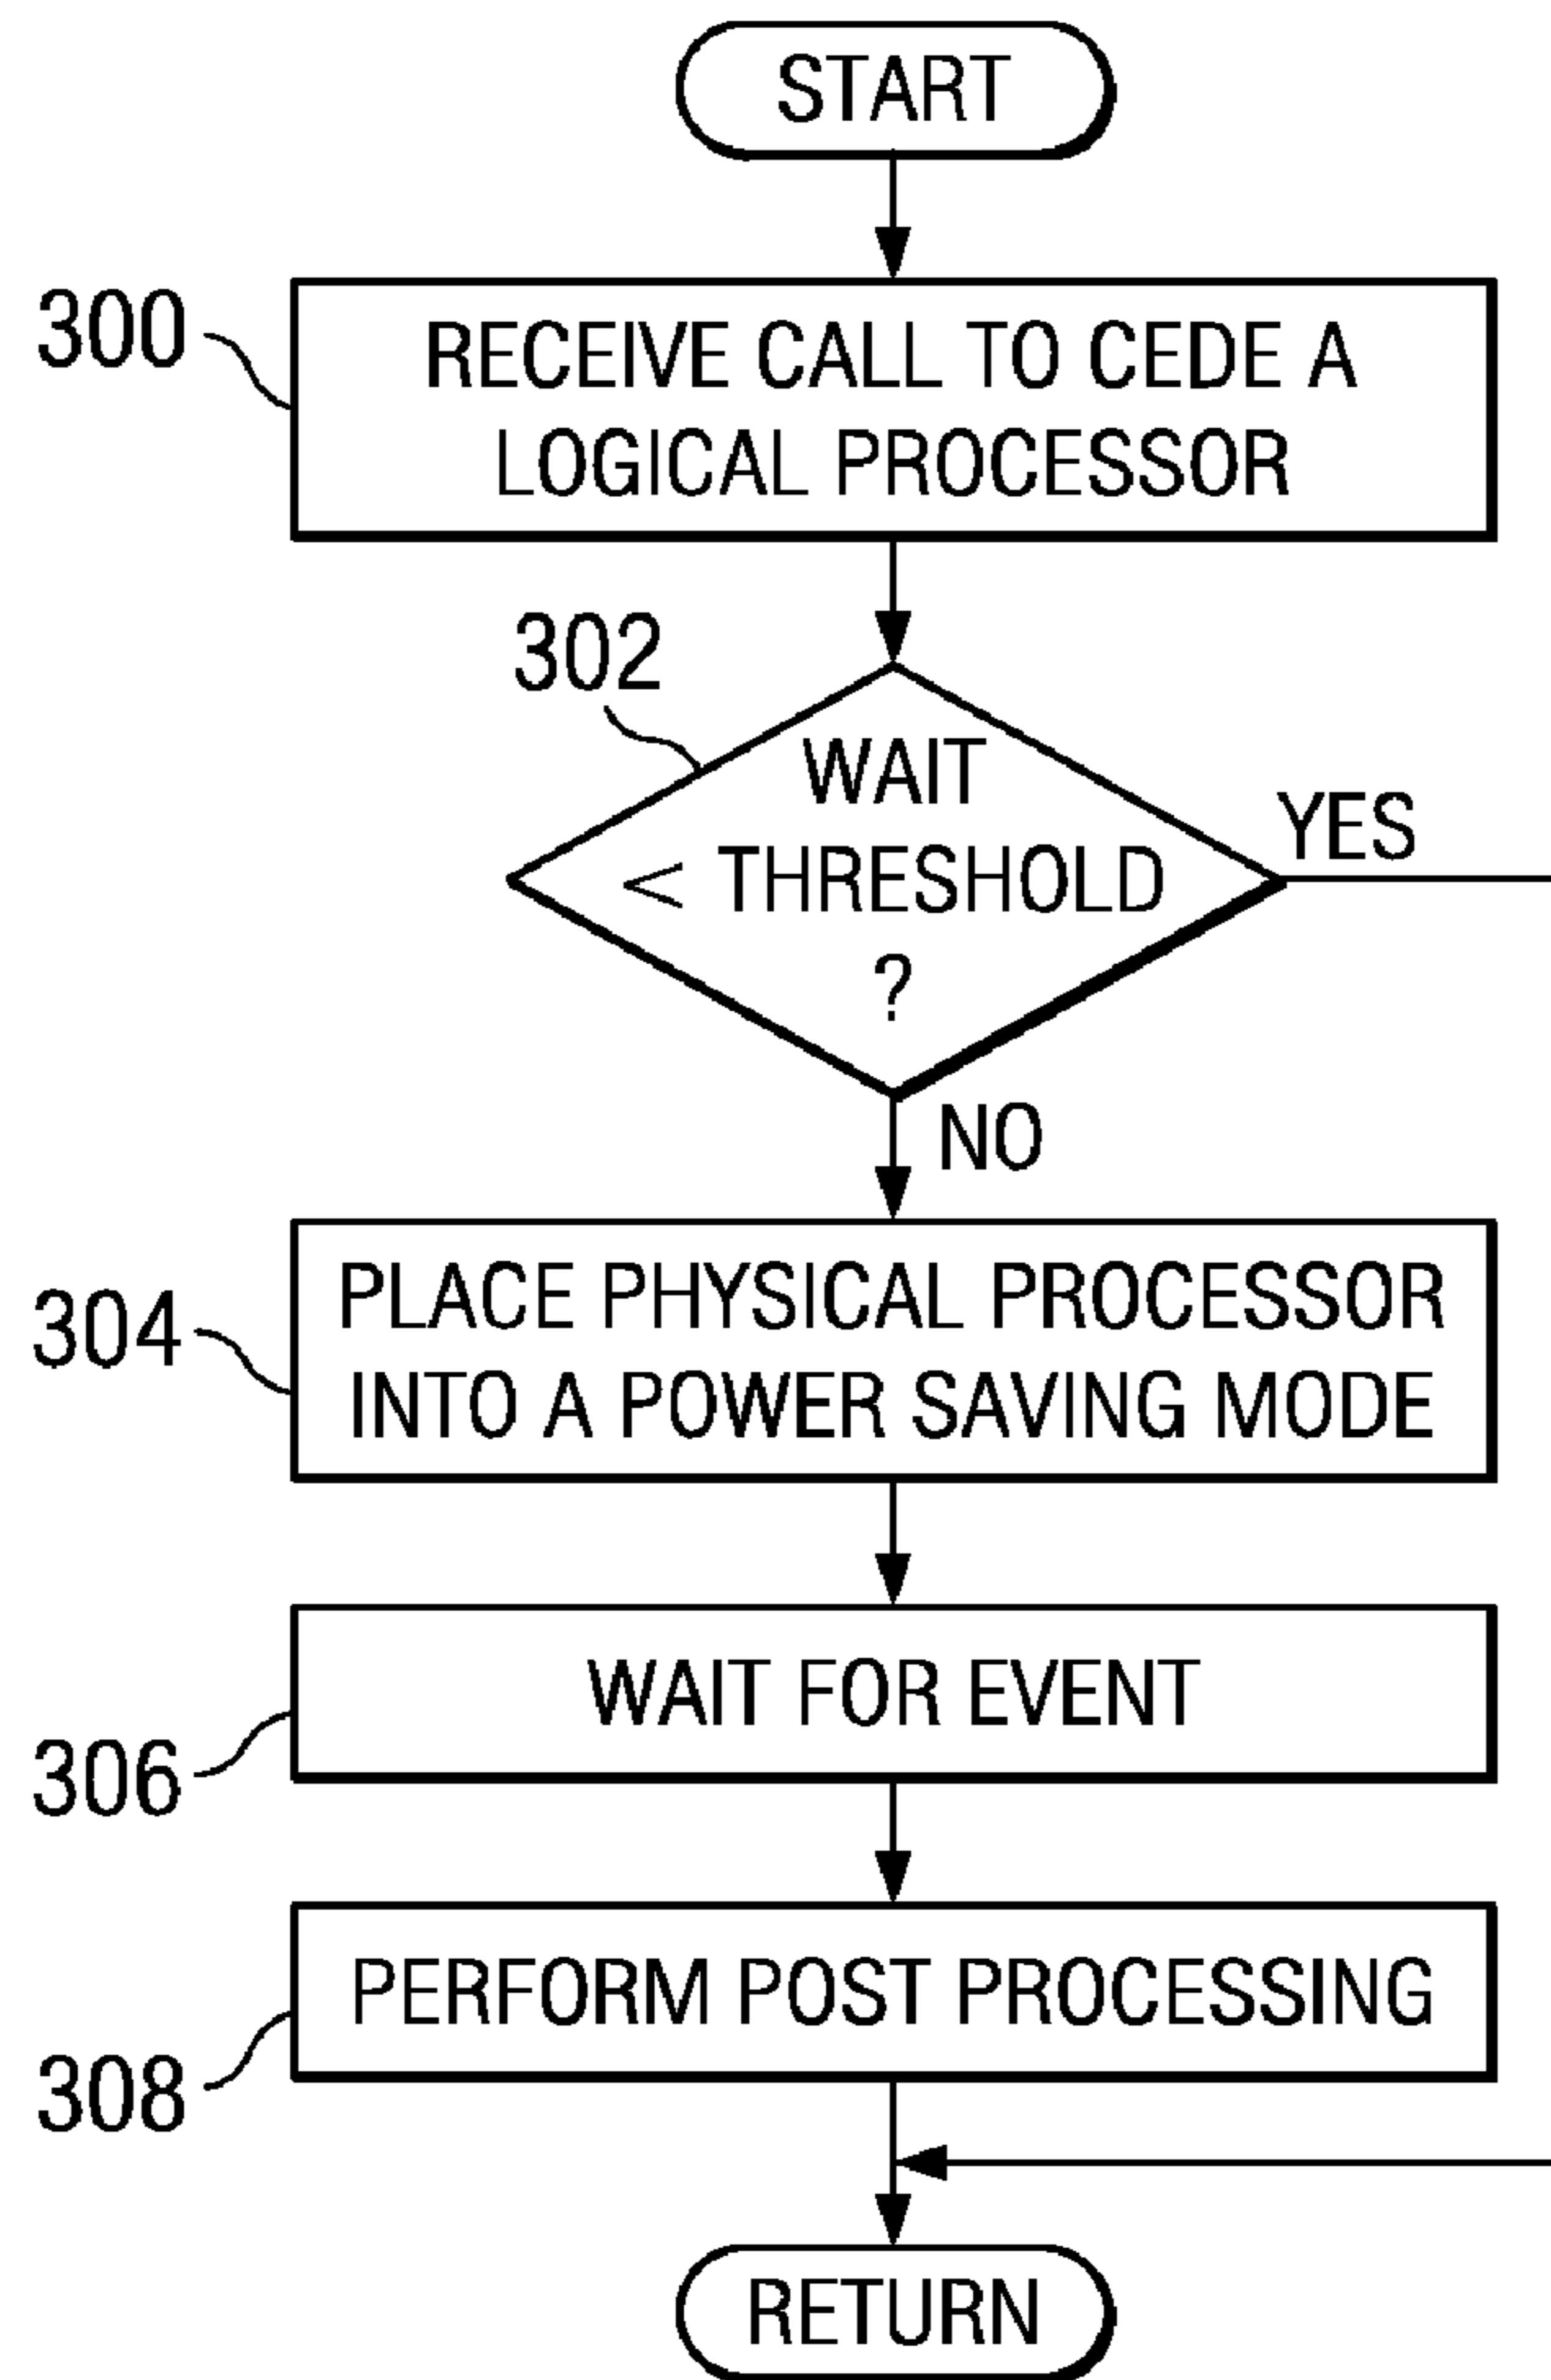 START
300
RECEIVE CALL TO CEDE A
LOGICAL PROCESSOR
302
WAIT
< THRESHOLD
?
YES
NO
304
PLACE PHYSICAL PROCESSOR
INTO A POWER SAVING MODE
306
WAIT FOR EVENT
308
PERFORM POST PROCESSING
RETURN